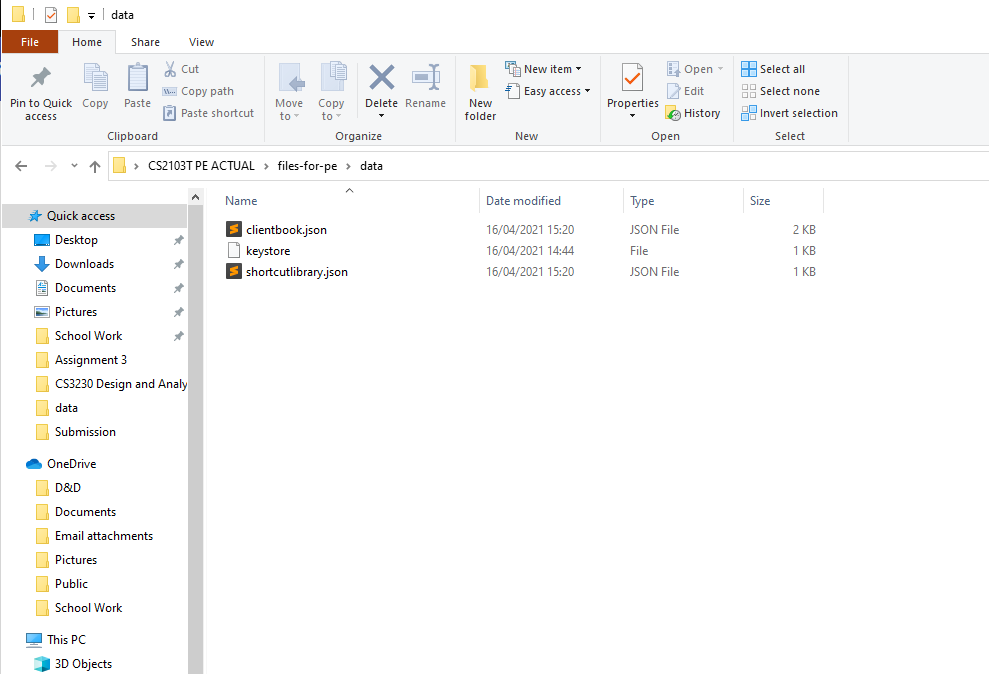 data
File Home Share View
Pin to Quick access
Copy
Paste
Cut
Copy path
Paste shortcut
Clipboard
Move to
Copy to
Delete
Rename
Organize
New folder
New item
Easy access
New
Properties
Open
Edit
History
Open
Select all
Select none
Invert selection
Select
CS2103T PE ACTUAL > files-for-pe > data
Name Date modified Type Size
clientbook.json 16/04/2021 15:20 JSON File 2 KB
keystore 16/04/2021 14:44 File 1 KB
shortcutlibrary.json 16/04/2021 15:20 JSON File 1 KB
Quick access
Desktop
Downloads
Documents
Pictures
School Work
Assignment 3
CS3230 Design and Analy
data
Submission
OneDrive
D&D
Documents
Email attachments
Pictures
Public
School Work
This PC
3D Objects